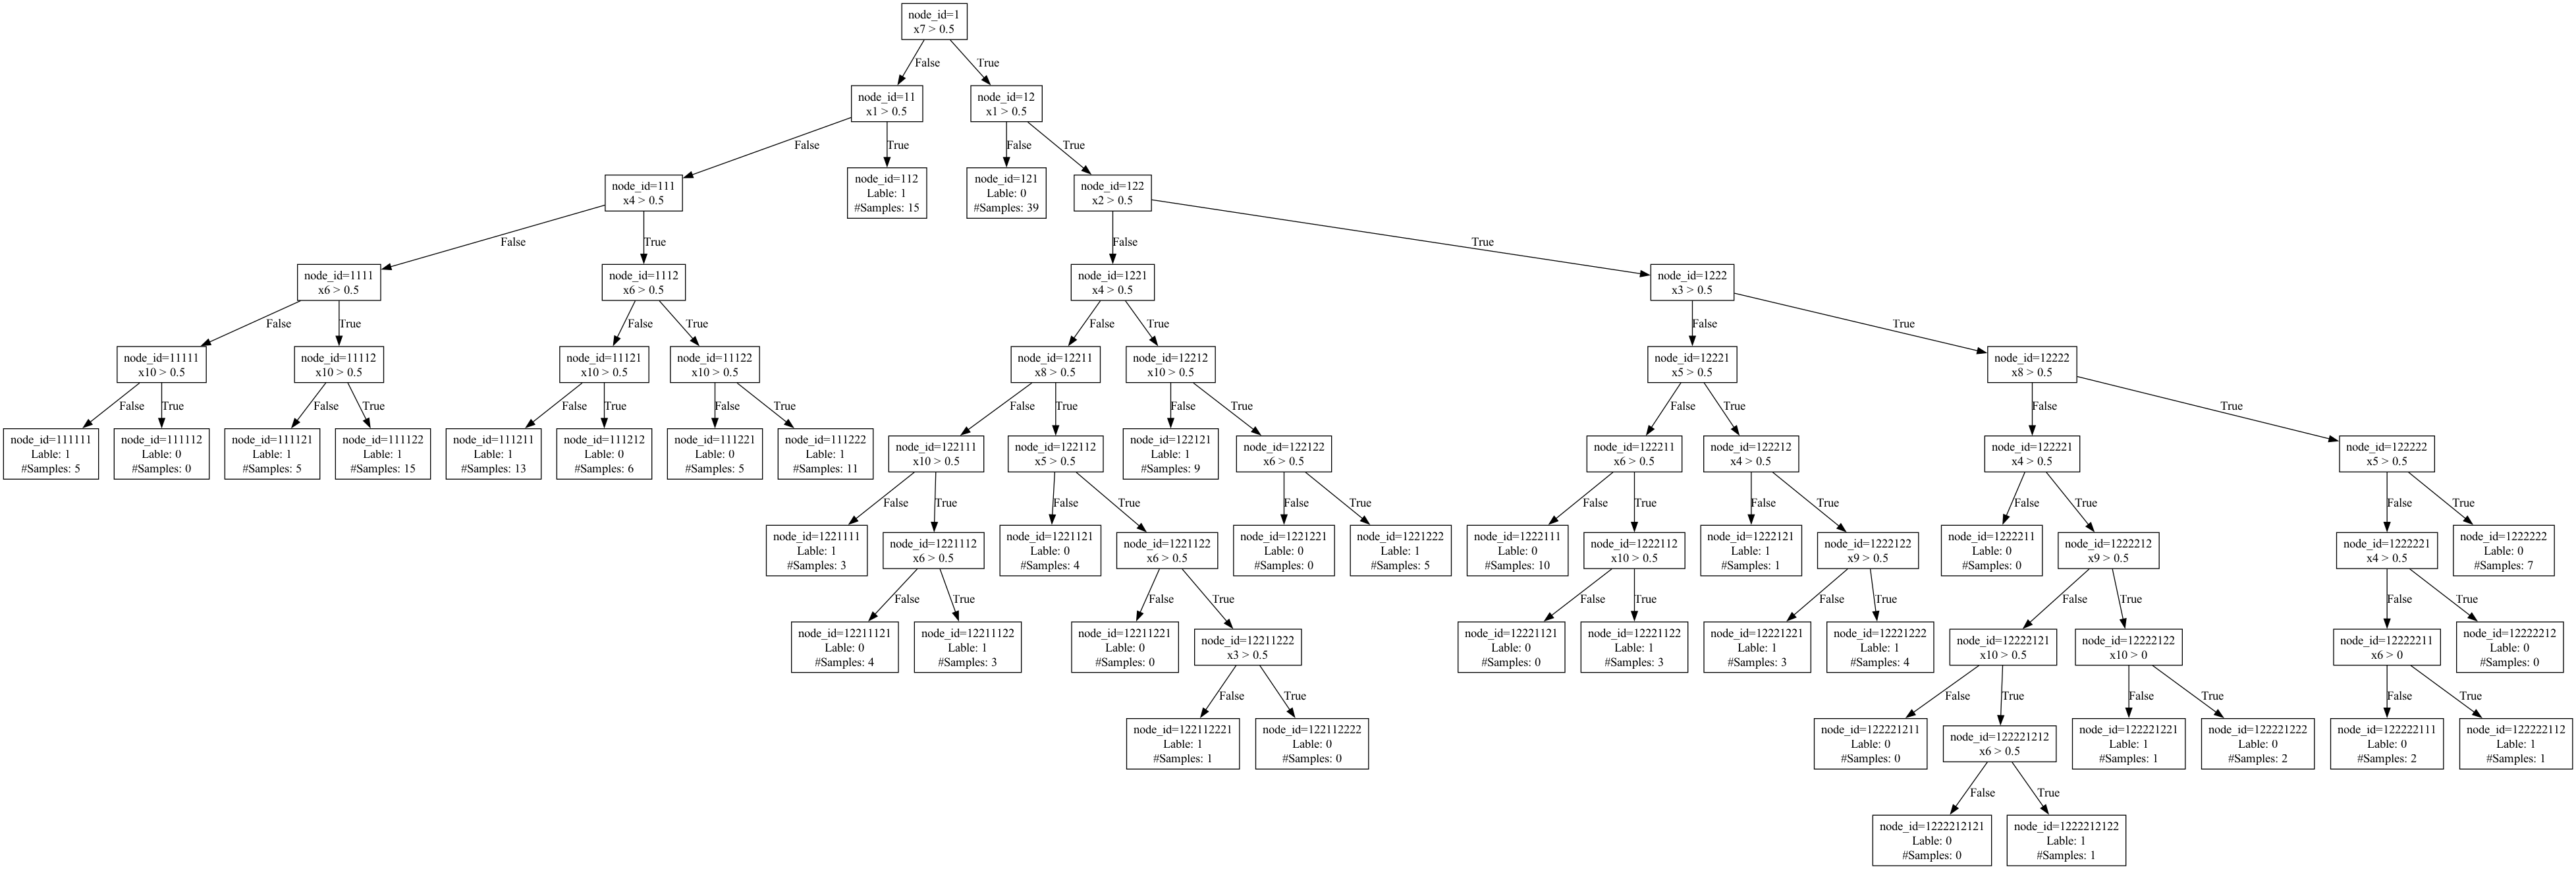 node_id=1
x7 > 0.5
False
True
node_id=11
x1 > 0.5
node_id=12
x1 > 0.5
False
True
False
True
node_id=111
x4 > 0.5
node_id=112
Lable: 1
#Samples: 15
node_id=121
Lable: 0
#Samples: 39
node_id=122
x2 > 0.5
False
True
False
True
node_id=1111
x6 > 0.5
node_id=1112
x6 > 0.5
node_id=1221
x4 > 0.5
node_id=1222
x3 > 0.5
False
True
False
True
False
True
False
True
node_id=11111
x10 > 0.5
node_id=11112
x10 > 0.5
node_id=11121
x10 > 0.5
node_id=11122
x10 > 0.5
node_id=12211
x8 > 0.5
node_id=12212
x10 > 0.5
node_id=12221
x5 > 0.5
node_id=12222
x8 > 0.5
False
True
False
True
False
True
False
True
False
True
False
True
False
True
False
True
node_id=111111
Lable: 1
#Samples: 5
node_id=111112
Lable: 0
#Samples: 0
node_id=111121
Lable: 1
#Samples: 5
node_id=111122
Lable: 1
#Samples: 15
node_id=111211
Lable: 1
#Samples: 13
node_id=111212
Lable: 0
#Samples: 6
node_id=111221
Lable: 0
#Samples: 5
node_id=111222
Lable: 1
#Samples: 11
node_id=122111
x10 > 0.5
node_id=122112
x5 > 0.5
node_id=122121
Lable: 1
#Samples: 9
node_id=122122
x6 > 0.5
node_id=122211
x6 > 0.5
node_id=122212
x4 > 0.5
node_id=122221
x4 > 0.5
node_id=122222
x5 > 0.5
False
True
False
True
False
True
False
True
False
True
False
True
False
True
node_id=1221111
Lable: 1
#Samples: 3
node_id=1221112
x6 > 0.5
node_id=1221121
Lable: 0
#Samples: 4
node_id=1221122
x6 > 0.5
node_id=1221221
Lable: 0
#Samples: 0
node_id=1221222
Lable: 1
#Samples: 5
node_id=1222111
Lable: 0
#Samples: 10
node_id=1222112
x10 > 0.5
node_id=1222121
Lable: 1
#Samples: 1
node_id=1222122
x9 > 0.5
node_id=1222211
Lable: 0
#Samples: 0
node_id=1222212
x9 > 0.5
node_id=1222221
x4 > 0.5
node_id=1222222
Lable: 0
#Samples: 7
False
True
False
True
False
True
False
True
False
True
False
True
node_id=12211121
Lable: 0
#Samples: 4
node_id=12211122
Lable: 1
#Samples: 3
node_id=12211221
Lable: 0
#Samples: 0
node_id=12211222
x3 > 0.5
node_id=12221121
Lable: 0
#Samples: 0
node_id=12221122
Lable: 1
#Samples: 3
node_id=12221221
Lable: 1
#Samples: 3
node_id=12221222
Lable: 1
#Samples: 4
node_id=12222121
x10 > 0.5
node_id=12222122
x10 > 0
node_id=12222211
x6 > 0
node_id=12222212
Lable: 0
#Samples: 0
False
True
False
True
False
True
False
True
node_id=122112221
Lable: 1
#Samples: 1
node_id=122112222
Lable: 0
#Samples: 0
node_id=122221211
Lable: 0
#Samples: 0
node_id=122221212
x6 > 0.5
node_id=122221221
Lable: 1
#Samples: 1
node_id=122221222
Lable: 0
#Samples: 2
node_id=122222111
Lable: 0
#Samples: 2
node_id=122222112
Lable: 1
#Samples: 1
False
True
node_id=1222212121
Lable: 0
#Samples: 0
node_id=1222212122
Lable: 1
#Samples: 1